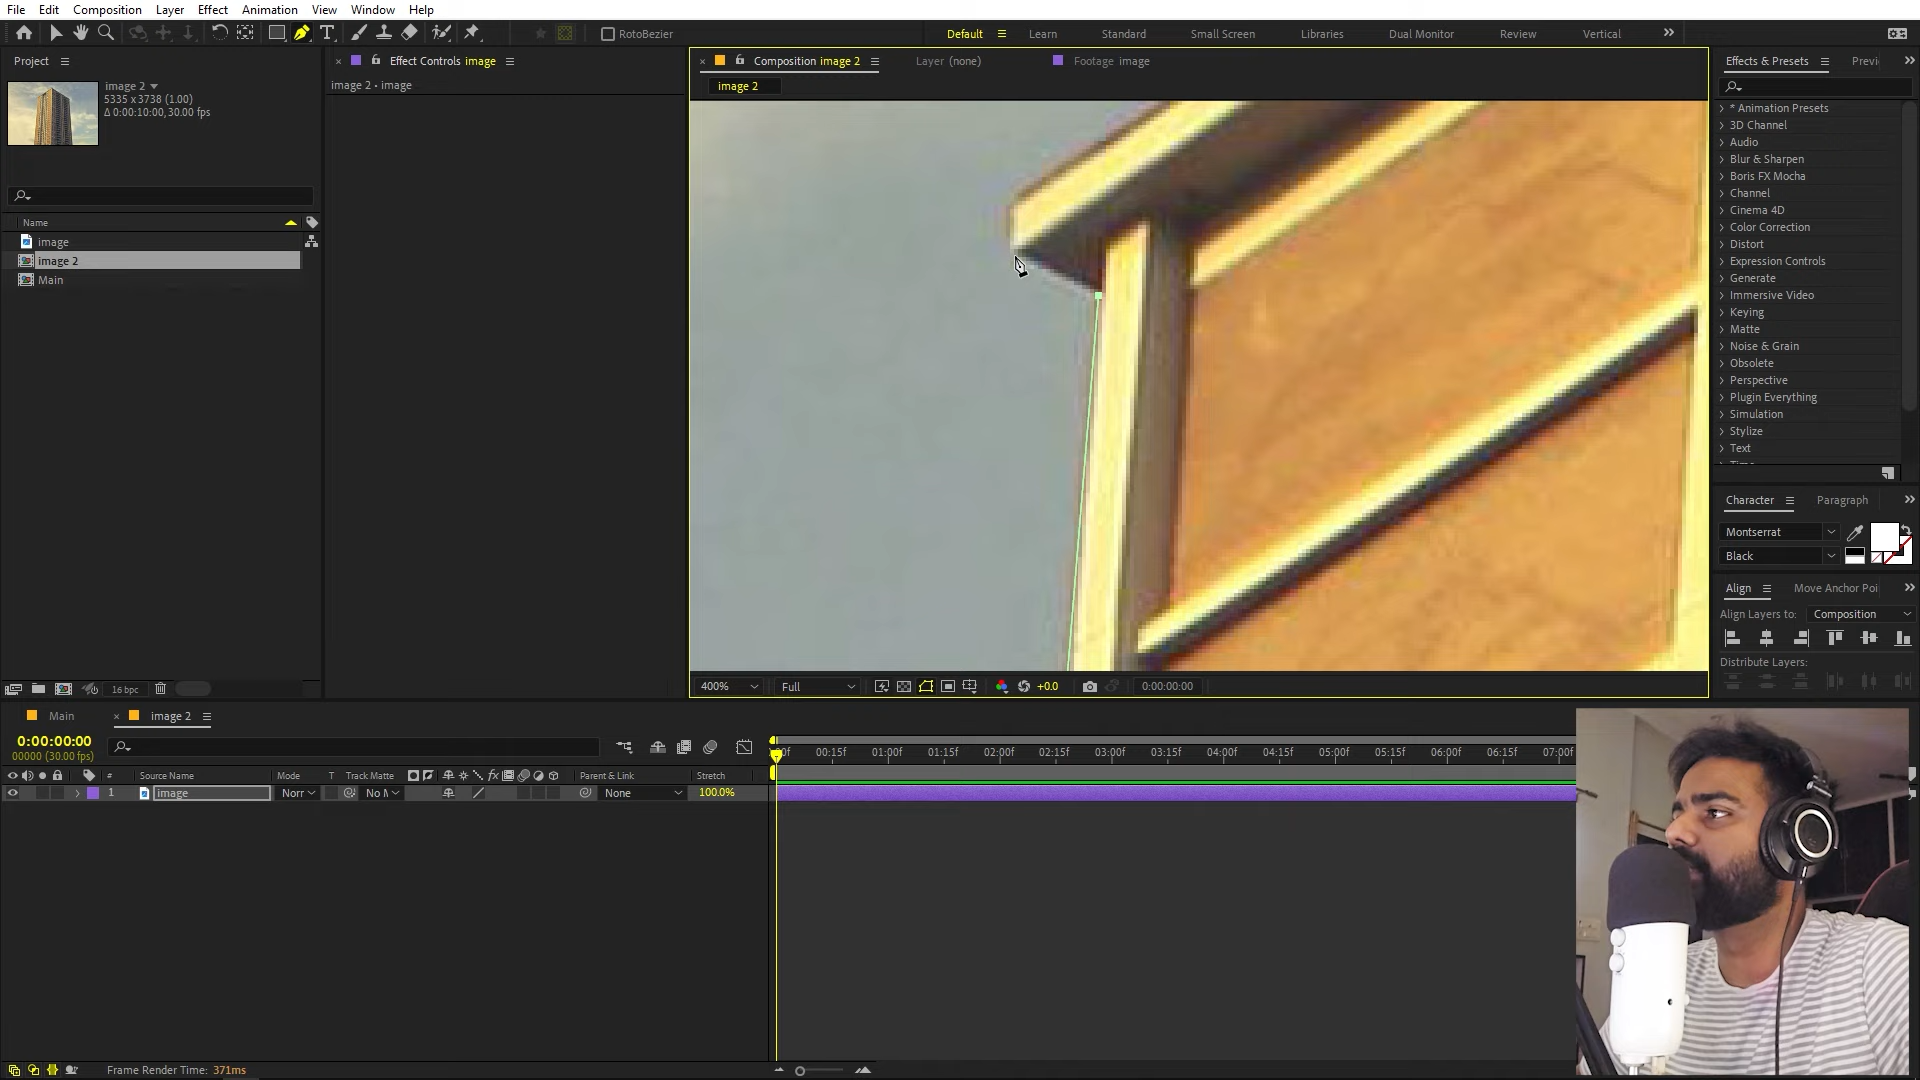 File Edit Composition Layer Effect Animation View Window Help
RotoBezier
Default Learn Standard Small Screen Libraries Dual Monitor Review Vertical
Project
image 2
5335 x 3738 (1.00)
Δ 0:00:10:00, 30.00 fps
Name
image
image 2
Main
16 bpc
Effect Controls image
image 2 • image
Composition image 2
Layer (none)
Footage image
image 2
400%
Full
+0.0
0:00:00:00
Effects & Presets
Previ
* Animation Presets
3D Channel
Audio
Blur & Sharpen
Boris FX Mocha
Channel
Cinema 4D
Color Correction
Distort
Expression Controls
Generate
Immersive Video
Keying
Matte
Noise & Grain
Obsolete
Perspective
Plugin Everything
Simulation
Stylize
Text
Character Paragraph
Montserrat
Black
Align Move Anchor Poi
Align Layers to: Composition
Distribute Layers:
Main
image 2
0:00:00:00
00000 (30.00 fps)
# Source Name Mode T Track Matte fx Parent & Link Stretch
1 image Norr No M None 100.0%
00f 00:15f 01:00f 01:15f 02:00f 02:15f 03:00f 03:15f 04:00f 04:15f 05:00f 05:15f 06:00f 06:15f 07:00f
Frame Render Time: 371ms